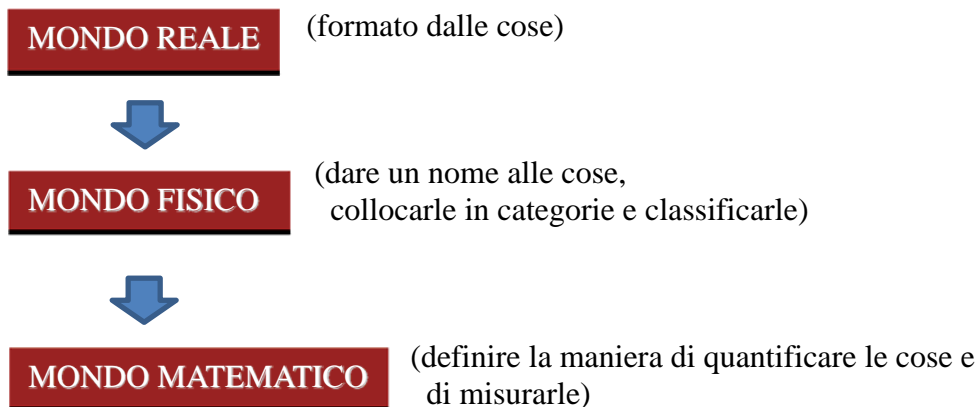 MONDO REALE (formato dalle cose)
MONDO FISICO (dare un nome alle cose,
collocarle in categorie e classificarle)
MONDO MATEMATICO (definire la maniera di quantificare le cose e
di misurarle)